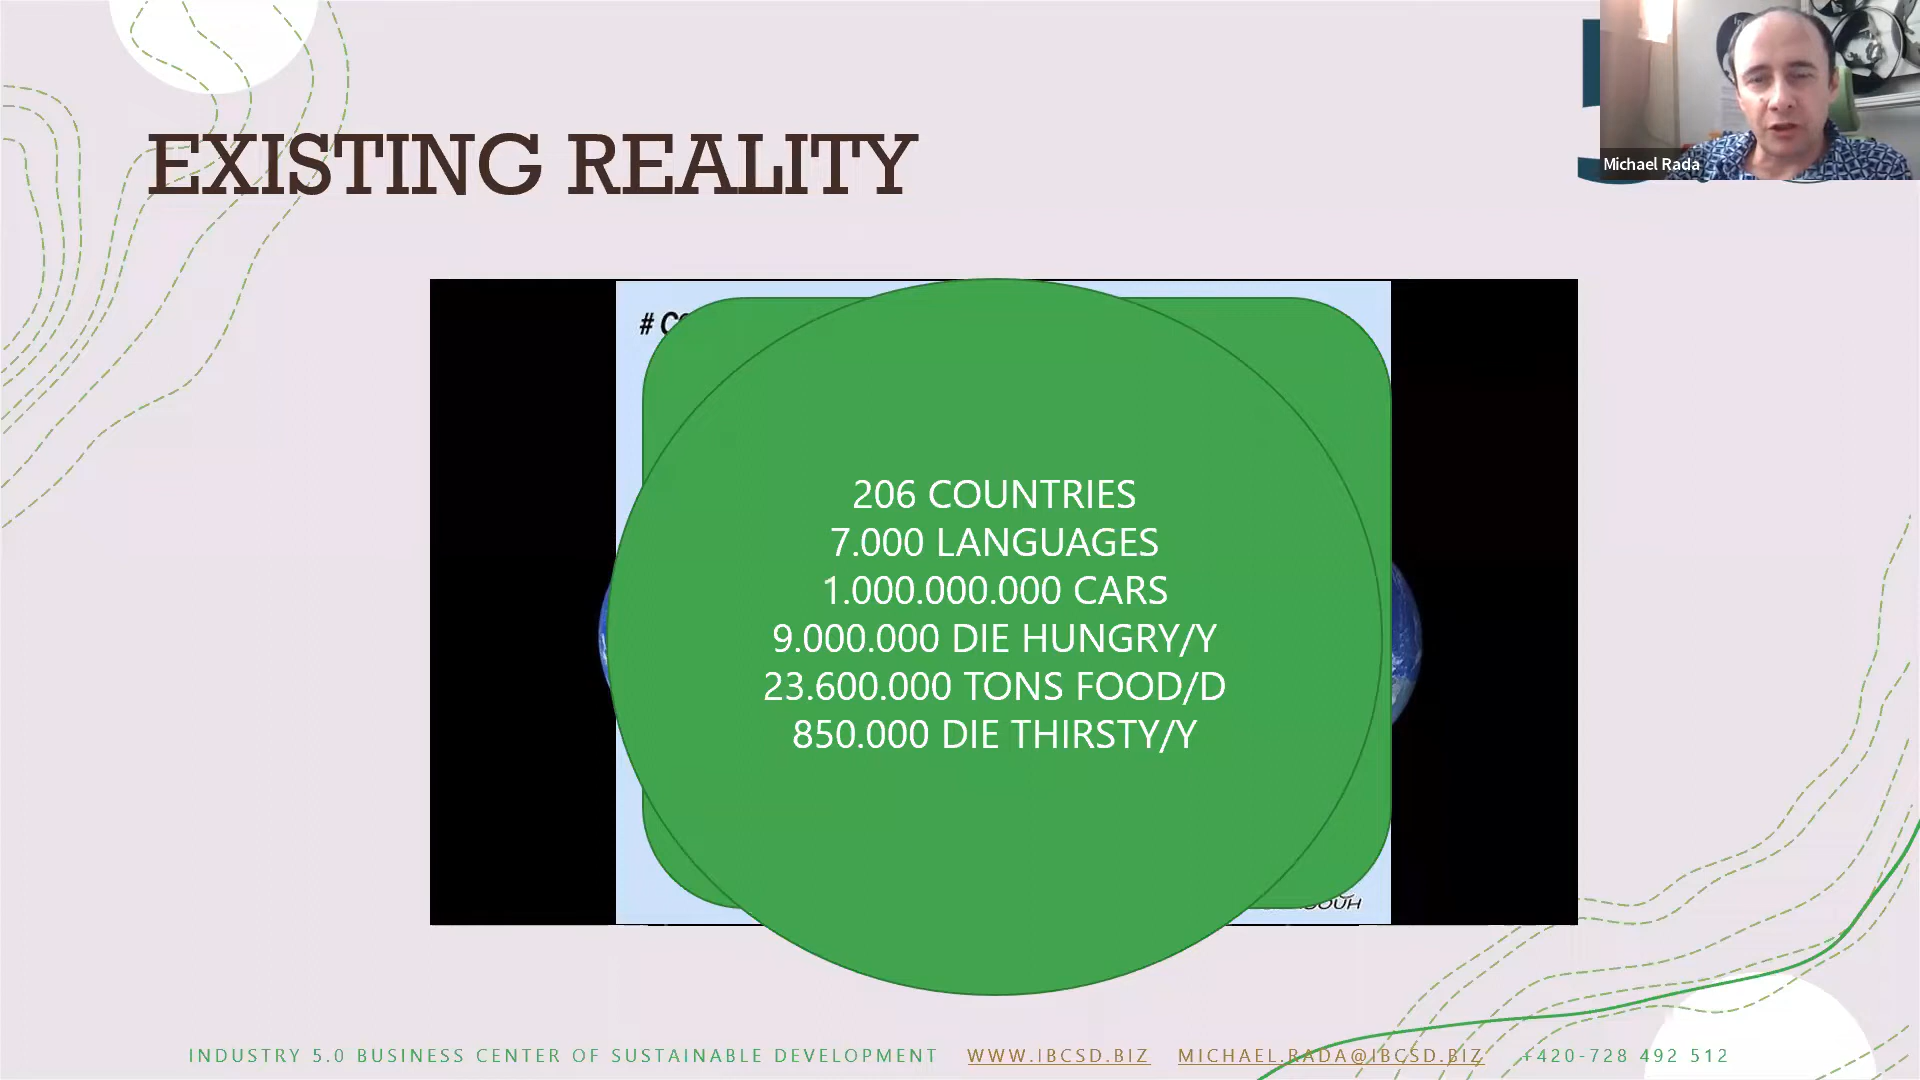 EXISTING REALITY
Michael Rada
206 COUNTRIES
7.000 LANGUAGES
1.000.000.000 CARS
9.000.000 DIE HUNGRY/Y
23.600.000 TONS FOOD/D
850.000 DIE THIRSTY/Y
INDUSTRY 5.0 BUSINESS CENTER OF SUSTAINABLE DEVELOPMENT WWW.IBCSD.BIZ MICHAEL.RADA@IBCSD.BIZ +420-728 492 512